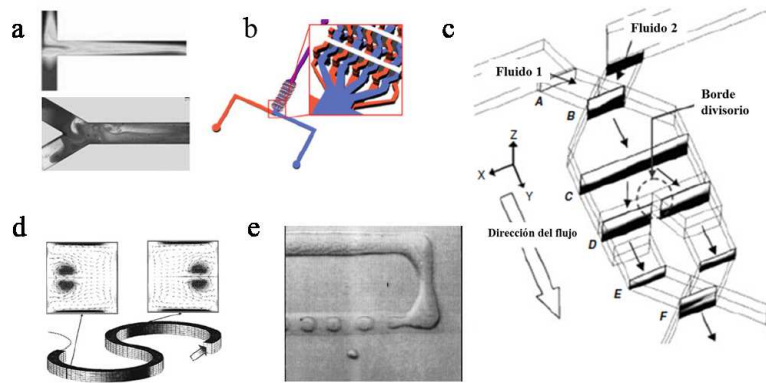 a
b
c
Fluido 2
Fluido 1
A
B
Borde
divisorio
Z
X
Y
C
Dirección del flujo
D
E
F
d
e